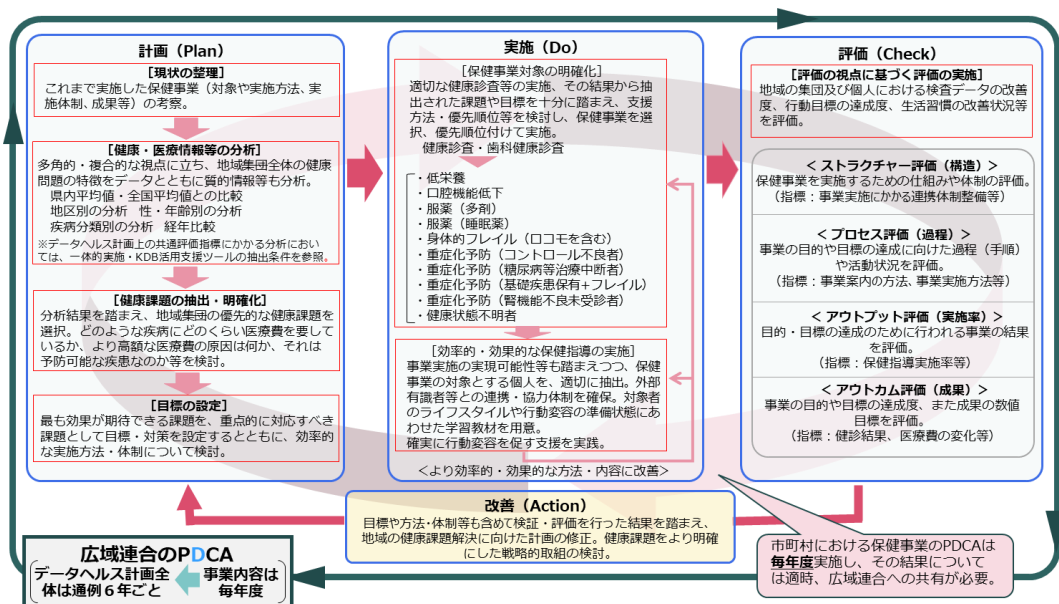 計画（Plan）
[現状の整理]
これまで実施した保健事業（対象や実施方法、実
施体制、成果等）の考察。
[健康・医療情報等の分析]
多角的・複合的な視点に立ち、地域集団全体の健康
問題の特徴をデータとともに質的情報等も分析。
県内平均値・全国平均値との比較
地区別の分析　性・年齢別の分析
疾病分類別の分析　経年比較
※データヘルス計画上の共通評価指標にかかる分析におい
ては、一体的実施・KDB活用支援ツールの抽出条件を参照。
[健康課題の抽出・明確化]
分析結果を踏まえ、地域集団の優先的な健康課題を
選択。どのような疾病にどのくらい医療費を要して
いるか、より高額な医療費の原因は何か、それは
予防可能な疾患なのか等を検討。
[目標の設定]
最も効果が期待できる課題を、重点的に対応すべき
課題として目標・対策を設定するとともに、効率的
な実施方法・体制について検討。
実施（Do）
[保健事業対象の明確化]
適切な健康診査等の実施、その結果から
抽出された課題や目標を十分に踏まえ、支援
方法・優先順位等を検討し、保健事業を選
択、優先順位付けて実施。
健康診査・歯科健康診査
・低栄養
・口腔機能低下
・服薬（多剤）
・服薬（睡眠薬）
・身体的フレイル（ロコモを含む）
・重症化予防（コントロール不良者）
・重症化予防（糖尿病等治療中断者）
・重症化予防（基礎疾患保有+フレイル）
・重症化予防（腎機能不良未受診者）
・健康状態不明者
[効率的・効果的な保健指導の実施]
事業実施の実現可能性等も踏まえつつ、保健
事業の対象とする個人を、適切に抽出。外部
有識者等との連携・協力体制を確保。対象者
のライフスタイルや行動変容の準備状態にあ
わせた学習教材を用意。
確実に行動変容を促す支援を実践。
＜より効率的・効果的な方法・内容に改善＞
評価（Check）
[評価の視点に基づく評価の実施]
地域の集団及び個人における検査データの改善
度、行動目標の達成度、生活習慣の改善状況等
を評価。
＜ ストラクチャー評価（構造）＞
保健事業を実施するための仕組みや体制の評価。
（指標：事業実施にかかる連携体制整備等）
＜ プロセス評価（過程）＞
事業の目的や目標の達成に向けた過程（手順）
や活動状況を評価。
（指標：事業案内の方法、事業実施方法等）
＜ アウトプット評価（実施率）＞
目的・目標の達成のために行われる事業の結果
を評価。
（指標：保健指導実施率等）
＜ アウトカム評価（成果）＞
事業の目的や目標の達成度、また成果の数値
目標を評価。
（指標：健診結果、医療費の変化等）
改善（Action）
目標や方法・体制等も含めて検証・評価を行った結果を踏まえ、
地域の健康課題解決に向けた計画の修正。健康課題をより明確
にした戦略的取組の検討。
広域連合のPDCA
データヘルス計画全
体は通例６年ごと
事業内容は
毎年度
市町村における保健事業のPDCAは
毎年度実施し、その結果について
は適時、広域連合への共有が必要。